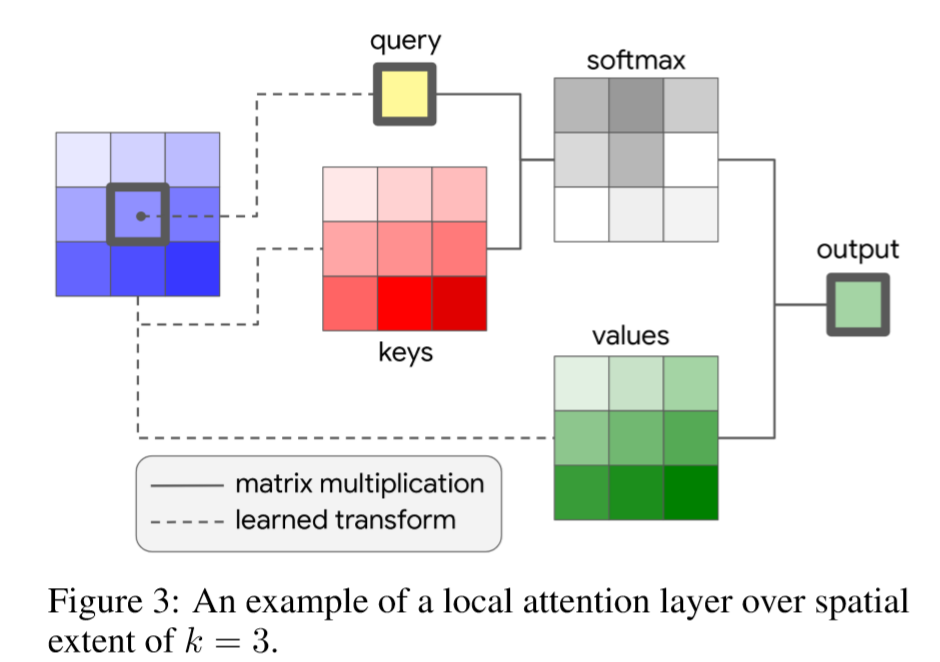 query
softmax
output
keys
values
matrix multiplication
learned transform
Figure 3: An example of a local attention layer over spatial
extent of k = 3.